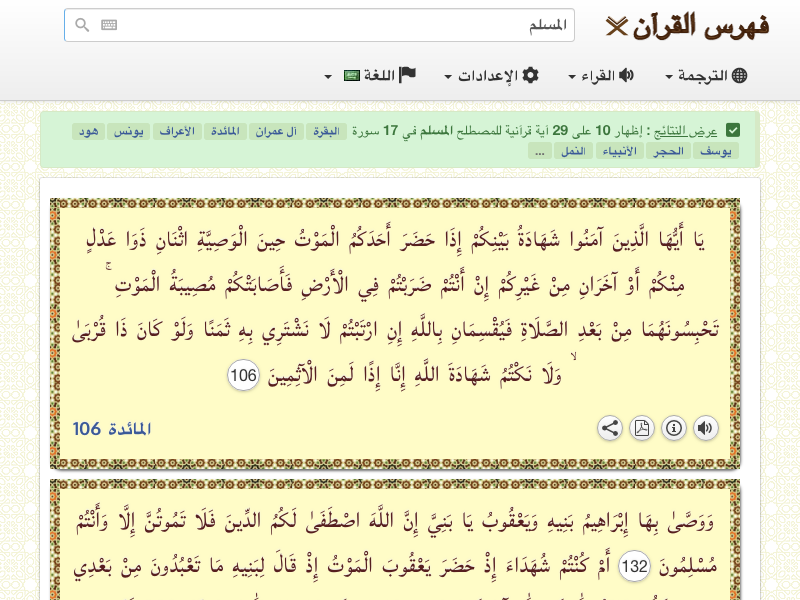 فهرس القرآن
المسلم
الترجمة القراء الإعدادات اللغة
عرض النتائج : إظهار 10 على 29 آية قرآنية للمصطلح المسلم في 17 سورة البقرة آل عمران المائدة الأعراف يونس هود
يوسف الحجر الأنبياء النمل ...
يَا أَيُّهَا الَّذِينَ آمَنُوا شَهَادَةُ بَيْنِكُمْ إِذَا حَضَرَ أَحَدَكُمُ الْمَوْتُ حِينَ الْوَصِيَّةِ اثْنَانِ ذَوَا عَدْلٍ
مِنْكُمْ أَوْ آخَرَانِ مِنْ غَيْرِكُمْ إِنْ أَنْتُمْ ضَرَبْتُمْ فِي الْأَرْضِ فَأَصَابَتْكُمْ مُصِيبَةُ الْمَوْتِ ۚ
تَحْبِسُونَهُمَا مِنْ بَعْدِ الصَّلَاةِ فَيُقْسِمَانِ بِاللَّهِ إِنِ ارْتَبْتُمْ لَا نَشْتَرِي بِهِ ثَمَنًا وَلَوْ كَانَ ذَا قُرْبَىٰ
ۙ وَلَا نَكْتُمُ شَهَادَةَ اللَّهِ إِنَّا إِذًا لَمِنَ الْآثِمِينَ 106
المائدة 106
وَوَصَّىٰ بِهَا إِبْرَاهِيمُ بَنِيهِ وَيَعْقُوبُ يَا بَنِيَّ إِنَّ اللَّهَ اصْطَفَىٰ لَكُمُ الدِّينَ فَلَا تَمُوتُنَّ إِلَّا وَأَنْتُمْ
مُسْلِمُونَ 132 أَمْ كُنْتُمْ شُهَدَاءَ إِذْ حَضَرَ يَعْقُوبَ الْمَوْتُ إِذْ قَالَ لِبَنِيهِ مَا تَعْبُدُونَ مِنْ بَعْدِي